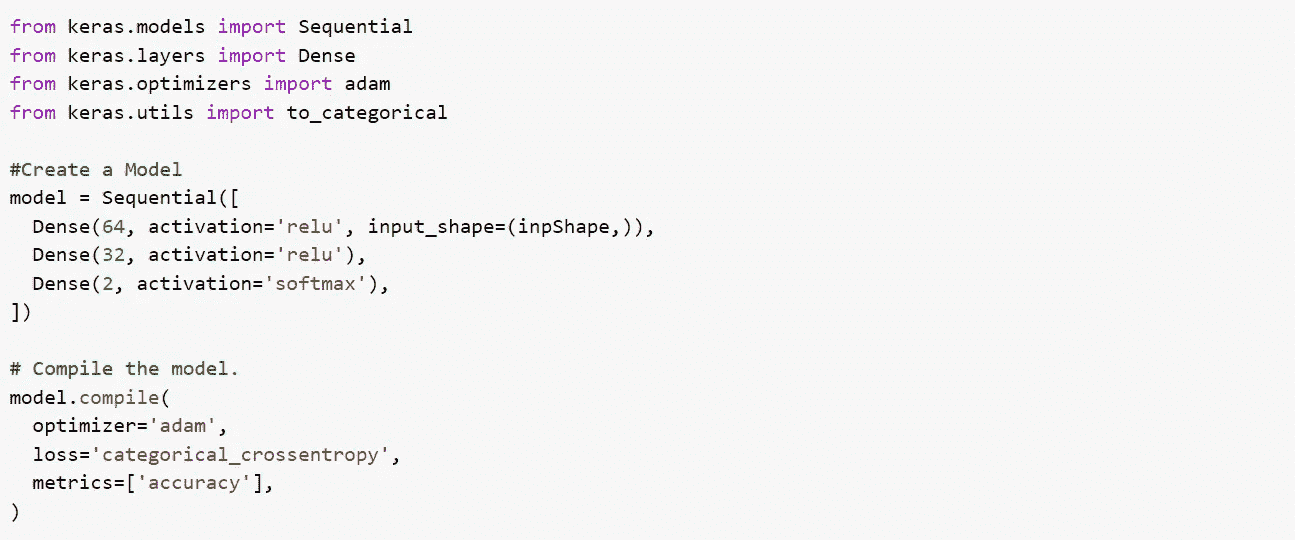 from keras.models import Sequential
from keras.layers import Dense
from keras.optimizers import adam
from keras.utils import to_categorical

#Create a Model
model = Sequential([
  Dense(64, activation='relu', input_shape=(inpShape,)),
  Dense(32, activation='relu'),
  Dense(2, activation='softmax'),
])

# Compile the model.
model.compile(
  optimizer='adam',
  loss='categorical_crossentropy',
  metrics=['accuracy'],
)